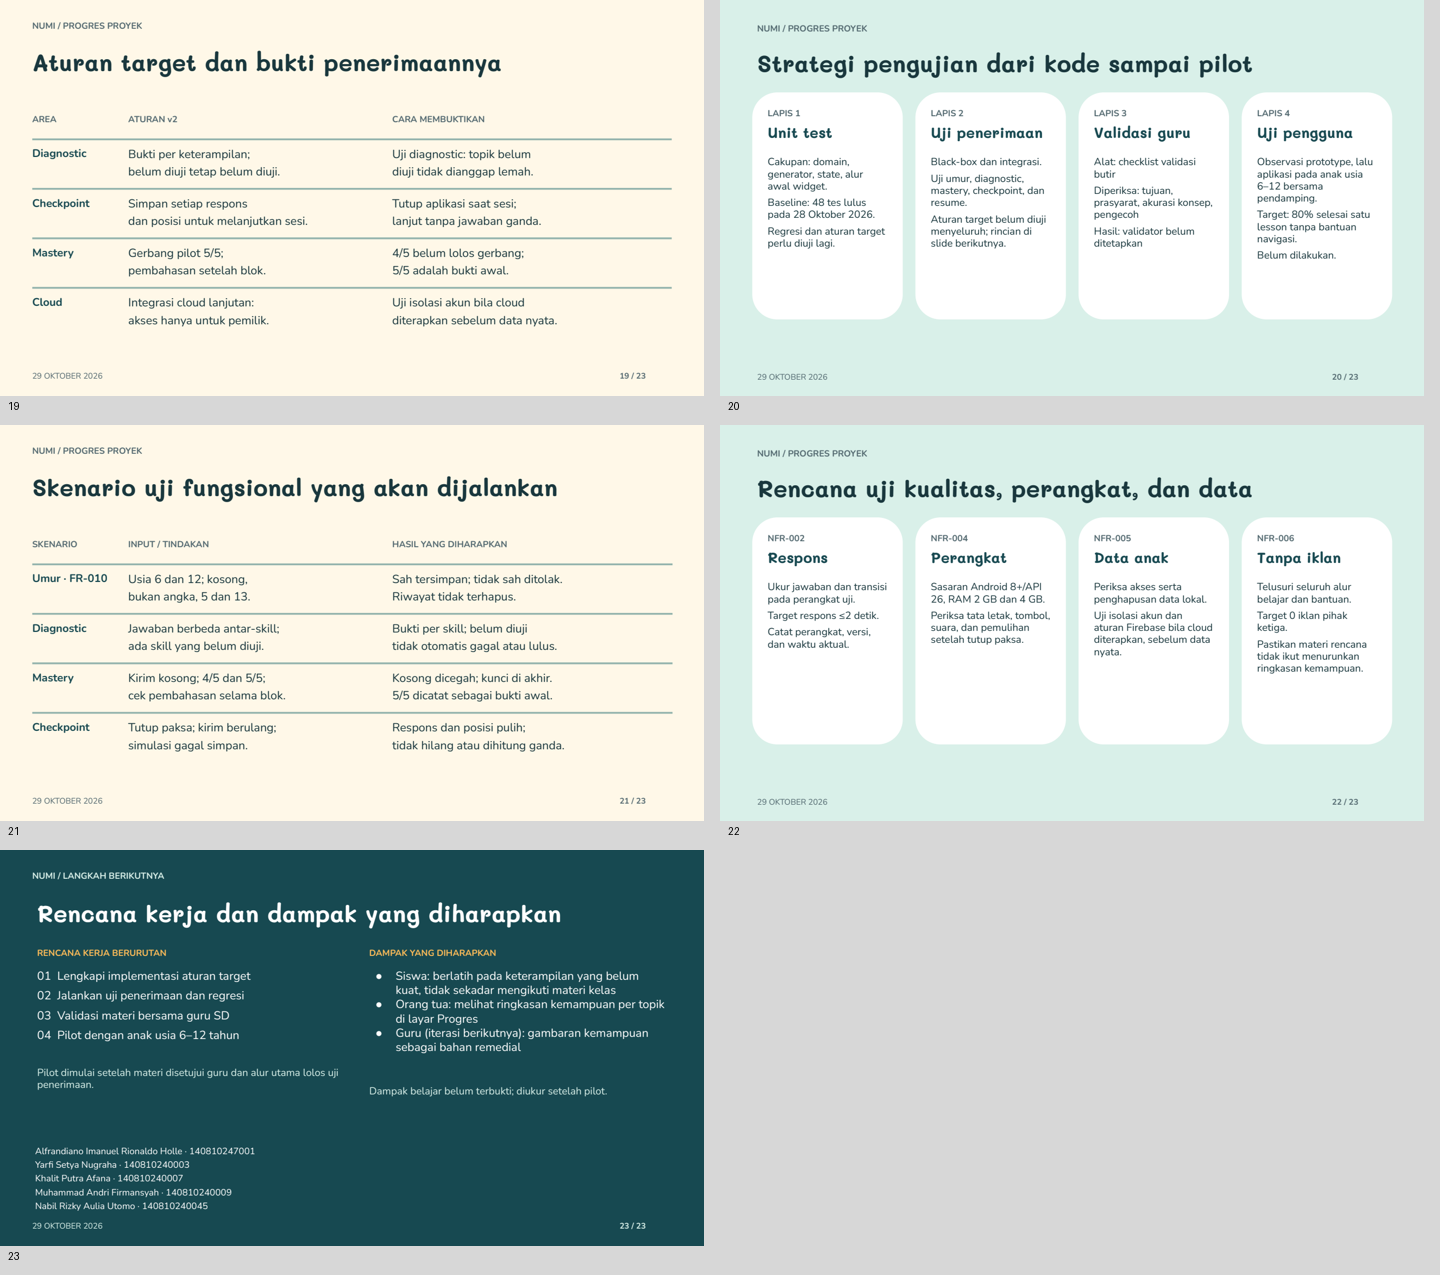 NUMI / PROGRES PROYEK
Aturan target dan bukti penerimaannya
AREA
ATURAN v2
CARA MEMBUKTIKAN
Diagnostic
Bukti per keterampilan;
belum diuji tetap belum diuji.
Uji diagnostic: topik belum
diuji tidak dianggap lemah.
Checkpoint
Simpan setiap respons
dan posisi untuk melanjutkan sesi.
Tutup aplikasi saat sesi;
lanjut tanpa jawaban ganda.
Mastery
Gerbang pilot 5/5;
pembahasan setelah blok.
4/5 belum lolos gerbang;
5/5 adalah bukti awal.
Cloud
Integrasi cloud lanjutan:
akses hanya untuk pemilik.
Uji isolasi akun bila cloud
diterapkan sebelum data nyata.
29 OKTOBER 2026
19 / 23
19
NUMI / PROGRES PROYEK
Strategi pengujian dari kode sampai pilot
LAPIS 1
Unit test
Cakupan: domain,
generator, state, alur
awal widget.
Baseline: 48 tes lulus
pada 28 Oktober 2026.
Regresi dan aturan target
perlu diuji lagi.
LAPIS 2
Uji penerimaan
Black-box dan integrasi.
Uji umur, diagnostic,
mastery, checkpoint, dan
resume.
Aturan target belum diuji
menyeluruh; rincian di
slide berikutnya.
LAPIS 3
Validasi guru
Alat: checklist validasi
butir
Diperiksa: tujuan,
prasyarat, akurasi konsep,
pengecoh
Hasil: validator belum
ditetapkan
LAPIS 4
Uji pengguna
Observasi prototype, lalu
aplikasi pada anak usia
6–12 bersama
pendamping.
Target: 80% selesai satu
lesson tanpa bantuan
navigasi.
Belum dilakukan.
29 OKTOBER 2026
20 / 23
20
NUMI / PROGRES PROYEK
Skenario uji fungsional yang akan dijalankan
SKENARIO
INPUT / TINDAKAN
HASIL YANG DIHARAPKAN
Umur · FR-010
Usia 6 dan 12; kosong,
bukan angka, 5 dan 13.
Sah tersimpan; tidak sah ditolak.
Riwayat tidak terhapus.
Diagnostic
Jawaban berbeda antar-skill;
ada skill yang belum diuji.
Bukti per skill; belum diuji
tidak otomatis gagal atau lulus.
Mastery
Kirim kosong; 4/5 dan 5/5;
cek pembahasan selama blok.
Kosong dicegah; kunci di akhir.
5/5 dicatat sebagai bukti awal.
Checkpoint
Tutup paksa; kirim berulang;
simulasi gagal simpan.
Respons dan posisi pulih;
tidak hilang atau dihitung ganda.
29 OKTOBER 2026
21 / 23
21
NUMI / PROGRES PROYEK
Rencana uji kualitas, perangkat, dan data
NFR-002
Respons
Ukur jawaban dan transisi
pada perangkat uji.
Target respons ≤2 detik.
Catat perangkat, versi,
dan waktu aktual.
NFR-004
Perangkat
Sasaran Android 8+/API
26, RAM 2 GB dan 4 GB.
Periksa tata letak, tombol,
suara, dan pemulihan
setelah tutup paksa.
NFR-005
Data anak
Periksa akses serta
penghapusan data lokal.
Uji isolasi akun dan
aturan Firebase bila cloud
diterapkan, sebelum data
nyata.
NFR-006
Tanpa iklan
Telusuri seluruh alur
belajar dan bantuan.
Target 0 iklan pihak
ketiga.
Pastikan materi rencana
tidak ikut menurunkan
ringkasan kemampuan.
29 OKTOBER 2026
22 / 23
22
NUMI / LANGKAH BERIKUTNYA
Rencana kerja dan dampak yang diharapkan
RENCANA KERJA BERURUTAN
01 Lengkapi implementasi aturan target
02 Jalankan uji penerimaan dan regresi
03 Validasi materi bersama guru SD
04 Pilot dengan anak usia 6–12 tahun
Pilot dimulai setelah materi disetujui guru dan alur utama lolos uji
penerimaan.
DAMPAK YANG DIHARAPKAN
● Siswa: berlatih pada keterampilan yang belum
kuat, tidak sekadar mengikuti materi kelas
● Orang tua: melihat ringkasan kemampuan per topik
di layar Progres
● Guru (iterasi berikutnya): gambaran kemampuan
sebagai bahan remedial
Dampak belajar belum terbukti; diukur setelah pilot.
Alfrandiano Imanuel Rionaldo Holle · 140810247001
Yarfi Setya Nugraha · 140810240003
Khalit Putra Afana · 140810240007
Muhammad Andri Firmansyah · 140810240009
Nabil Rizky Aulia Utomo · 140810240045
29 OKTOBER 2026
23 / 23
23